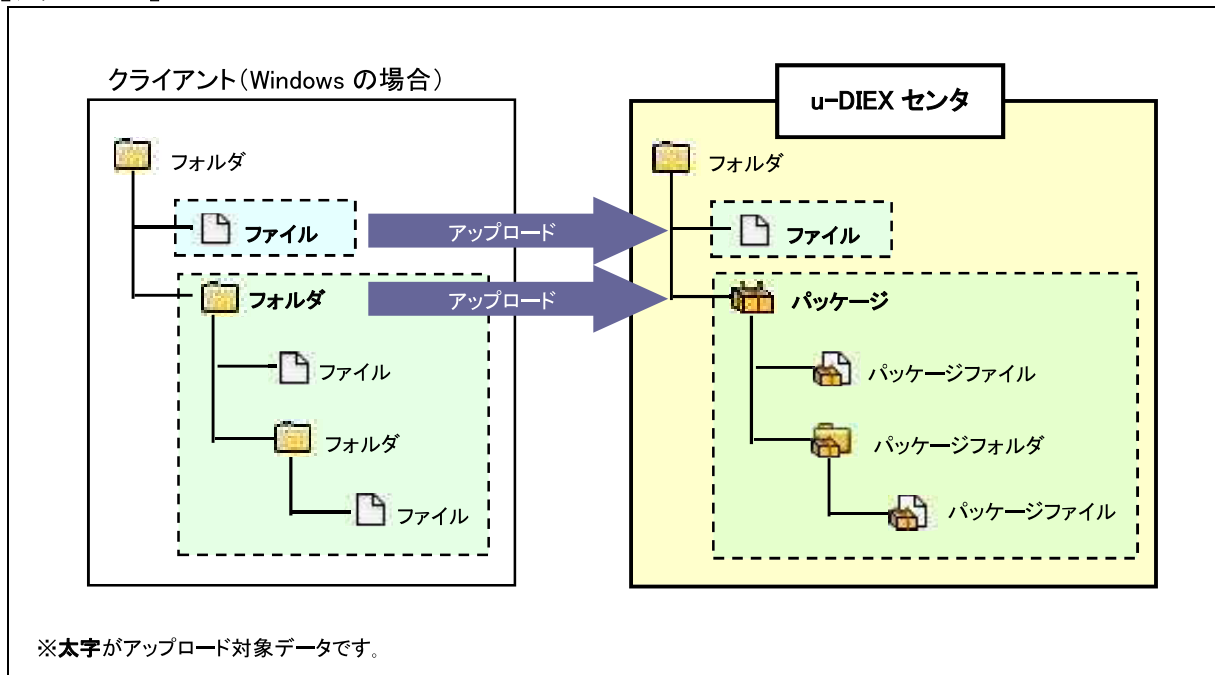 クライアント(Windows の場合)
フォルダ
ファイル
フォルダ
ファイル
フォルダ
ファイル
アップロード
アップロード
u-DIEX センタ
フォルダ
ファイル
パッケージ
パッケージファイル
パッケージフォルダ
パッケージファイル
※太字がアップロード対象データです。